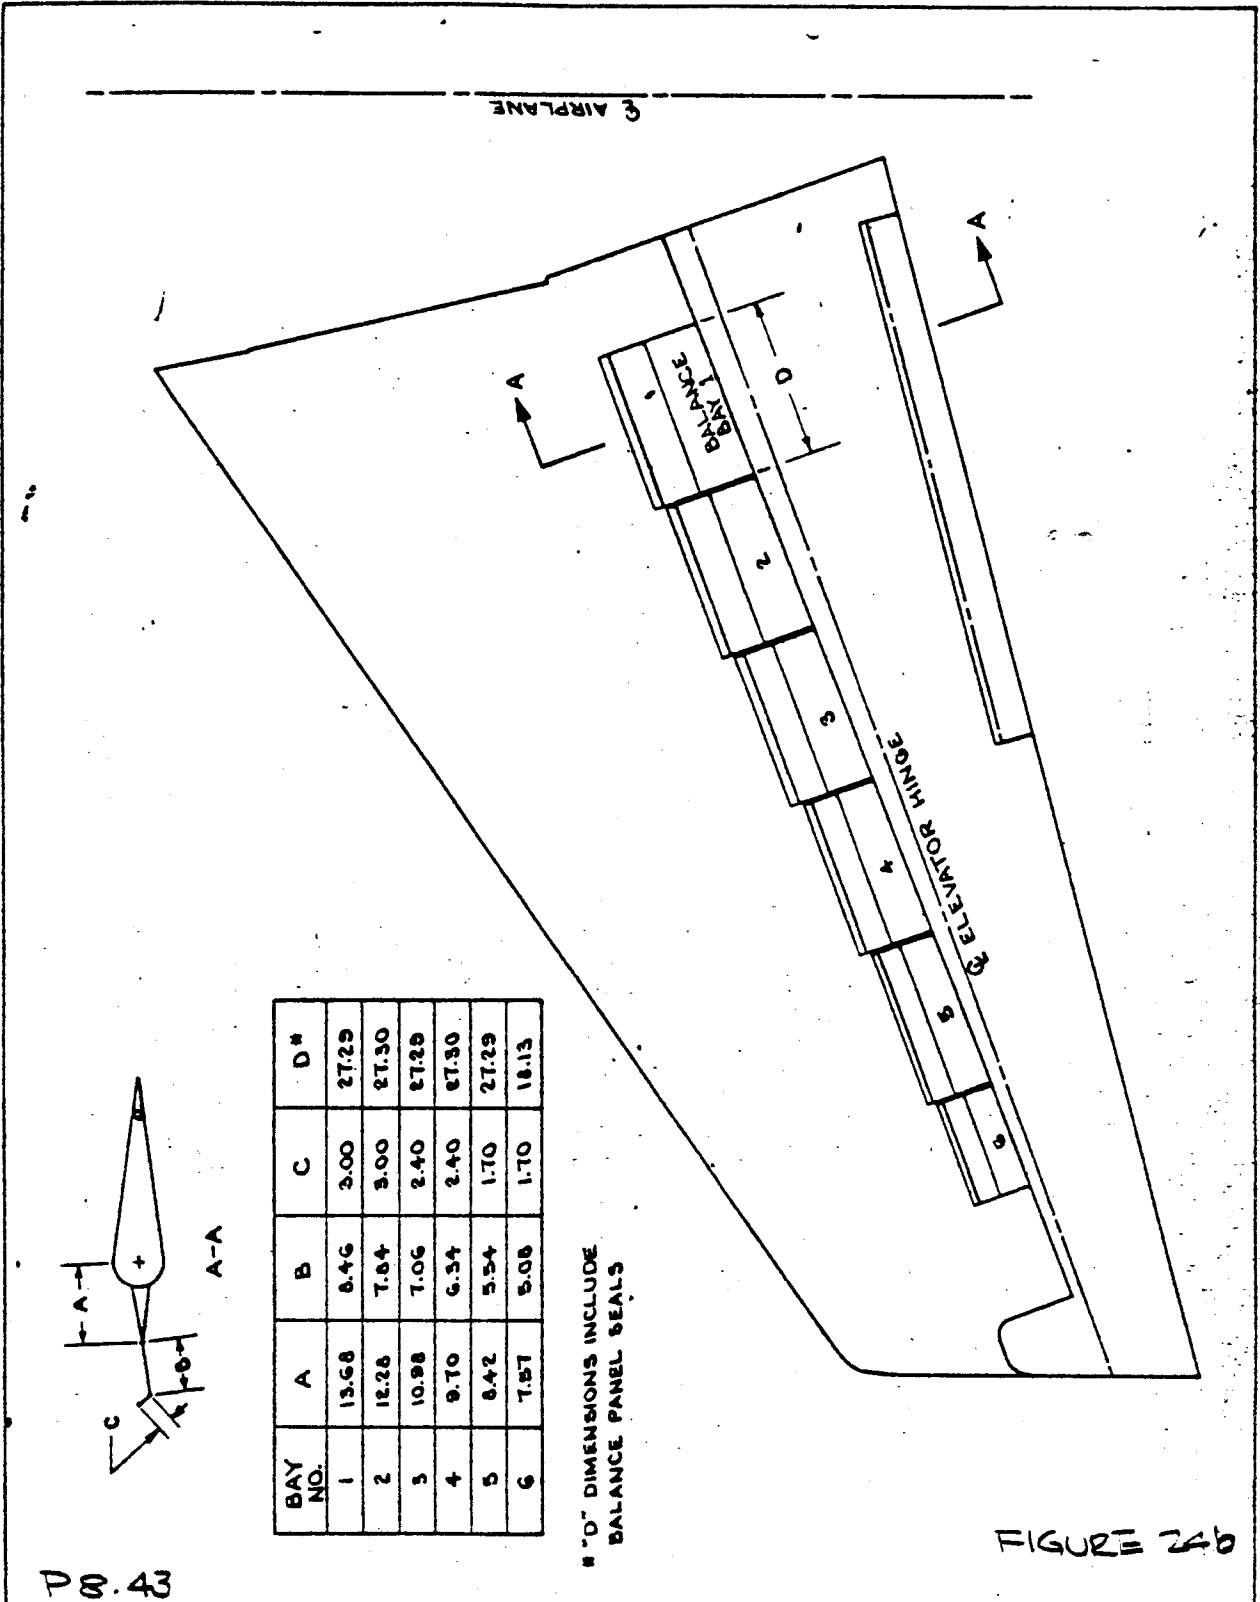 ℄ AIRPLANE
A
A
BALANCE
BAY 1
D
2
3
4
5
6
℄ ELEVATOR HINGE
A
B
C
A-A
BAY NO. A B C D*
1 13.68 8.46 3.00 27.29
2 12.28 7.84 3.00 27.30
3 10.98 7.06 2.40 27.29
4 9.70 6.34 2.40 27.30
5 8.42 5.54 1.70 27.29
6 7.57 5.08 1.70 18.13
* "D" DIMENSIONS INCLUDE
BALANCE PANEL SEALS
P 8.43
FIGURE 24b